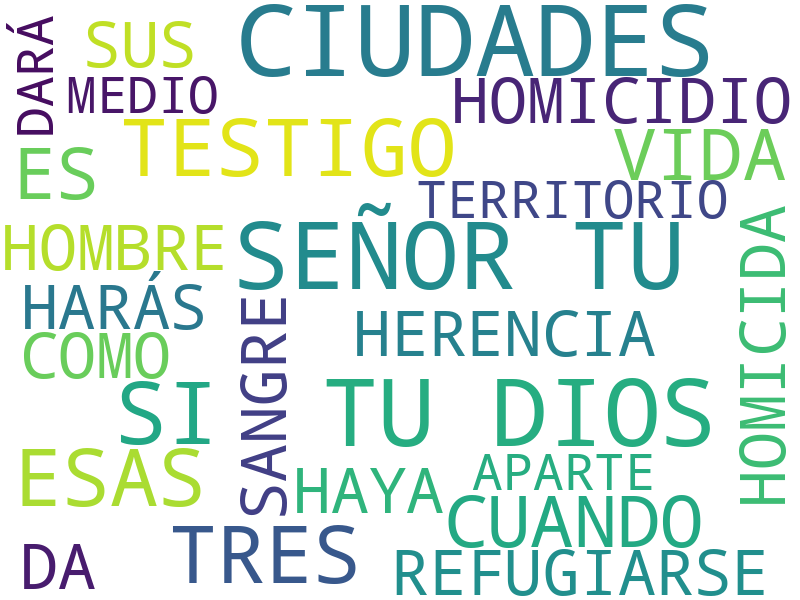 DARÁ
SUS
CIUDADES
MEDIO
HOMICIDIO
TESTIGO
VIDA
ES
TERRITORIO
HOMBRE
SEÑOR TU
HOMICIDA
HARÁS
SANGRE
HERENCIA
COMO
SI
TU DIOS
ESAS
HAYA
APARTE
CUANDO
TRES
DA
REFUGIARSE